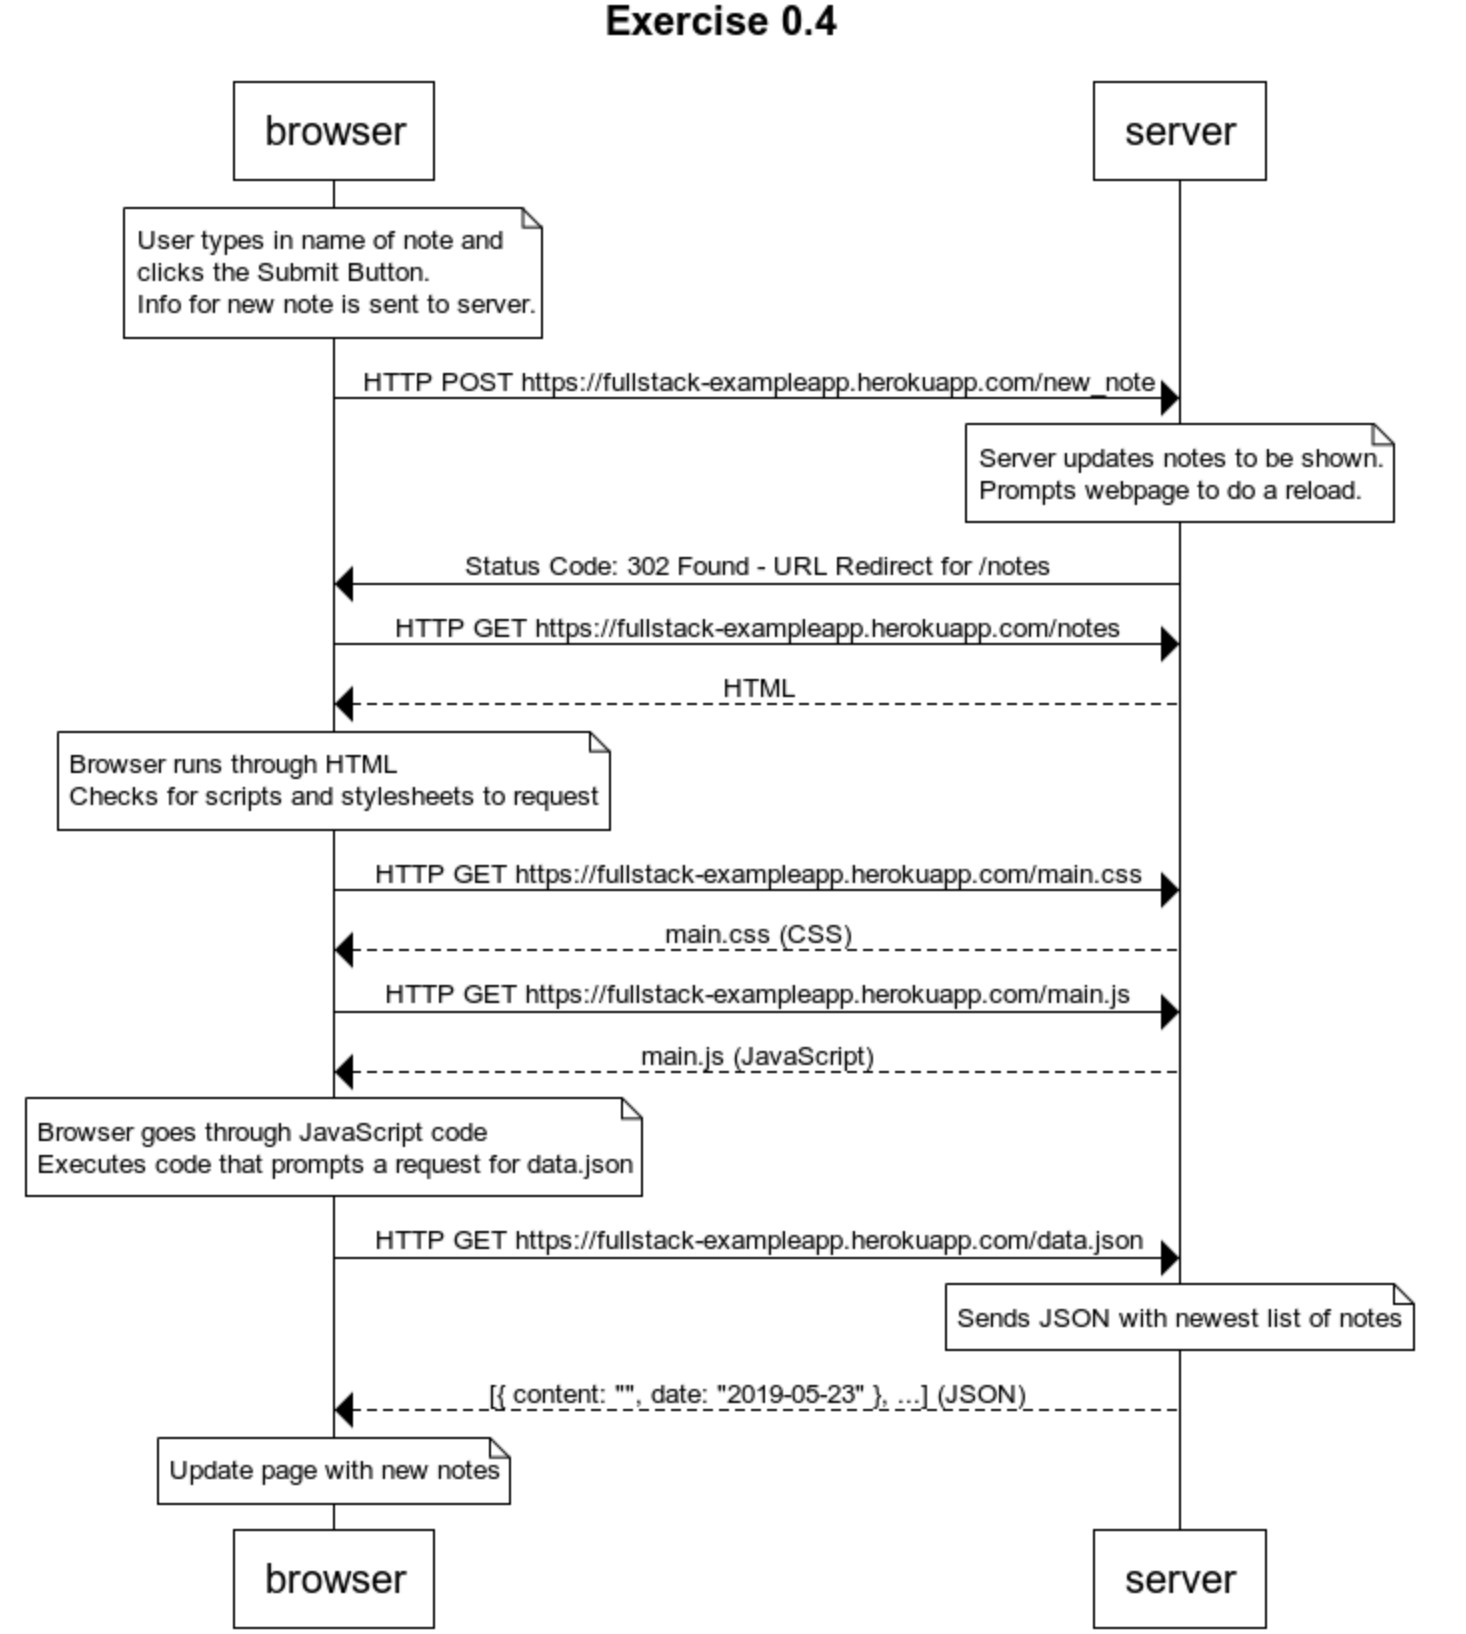 Exercise 0.4
browser
server
User types in name of note and
clicks the Submit Button.
Info for new note is sent to server.
HTTP POST https://fullstack-exampleapp.herokuapp.com/new_note
Server updates notes to be shown.
Prompts webpage to do a reload.
Status Code: 302 Found - URL Redirect for /notes
HTTP GET https://fullstack-exampleapp.herokuapp.com/notes
HTML
Browser runs through HTML
Checks for scripts and stylesheets to request
HTTP GET https://fullstack-exampleapp.herokuapp.com/main.css
main.css (CSS)
HTTP GET https://fullstack-exampleapp.herokuapp.com/main.js
main.js (JavaScript)
Browser goes through JavaScript code
Executes code that prompts a request for data.json
HTTP GET https://fullstack-exampleapp.herokuapp.com/data.json
Sends JSON with newest list of notes
[{ content: "", date: "2019-05-23" }, ...] (JSON)
Update page with new notes
browser
server